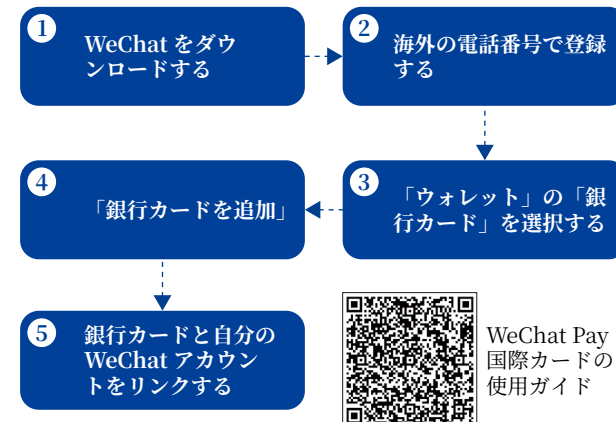 1
WeChat をダウ
ンロードする
2
海外の電話番号で登録
する
3
「ウォレット」の「銀
行カード」を選択する
4
「銀行カードを追加」
5
銀行カードと自分の
WeChat アカウン
トをリンクする
WeChat Pay
国際カードの
使用ガイド